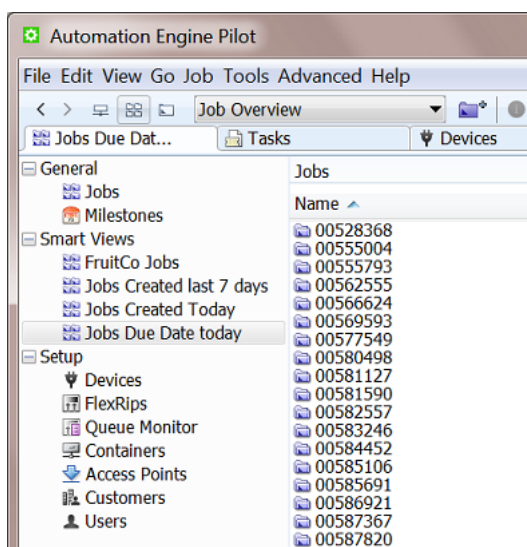 Automation Engine Pilot
File Edit View Go Job Tools Advanced Help
Job Overview
Jobs Due Dat...
Tasks
Devices
General
Jobs
Milestones
Smart Views
FruitCo Jobs
Jobs Created last 7 days
Jobs Created Today
Jobs Due Date today
Setup
Devices
FlexRips
Queue Monitor
Containers
Access Points
Customers
Users
Jobs
Name
00528368
00555004
00555793
00562555
00566624
00569593
00577549
00580498
00581127
00581590
00582557
00583246
00584452
00585106
00585691
00586921
00587367
00587820